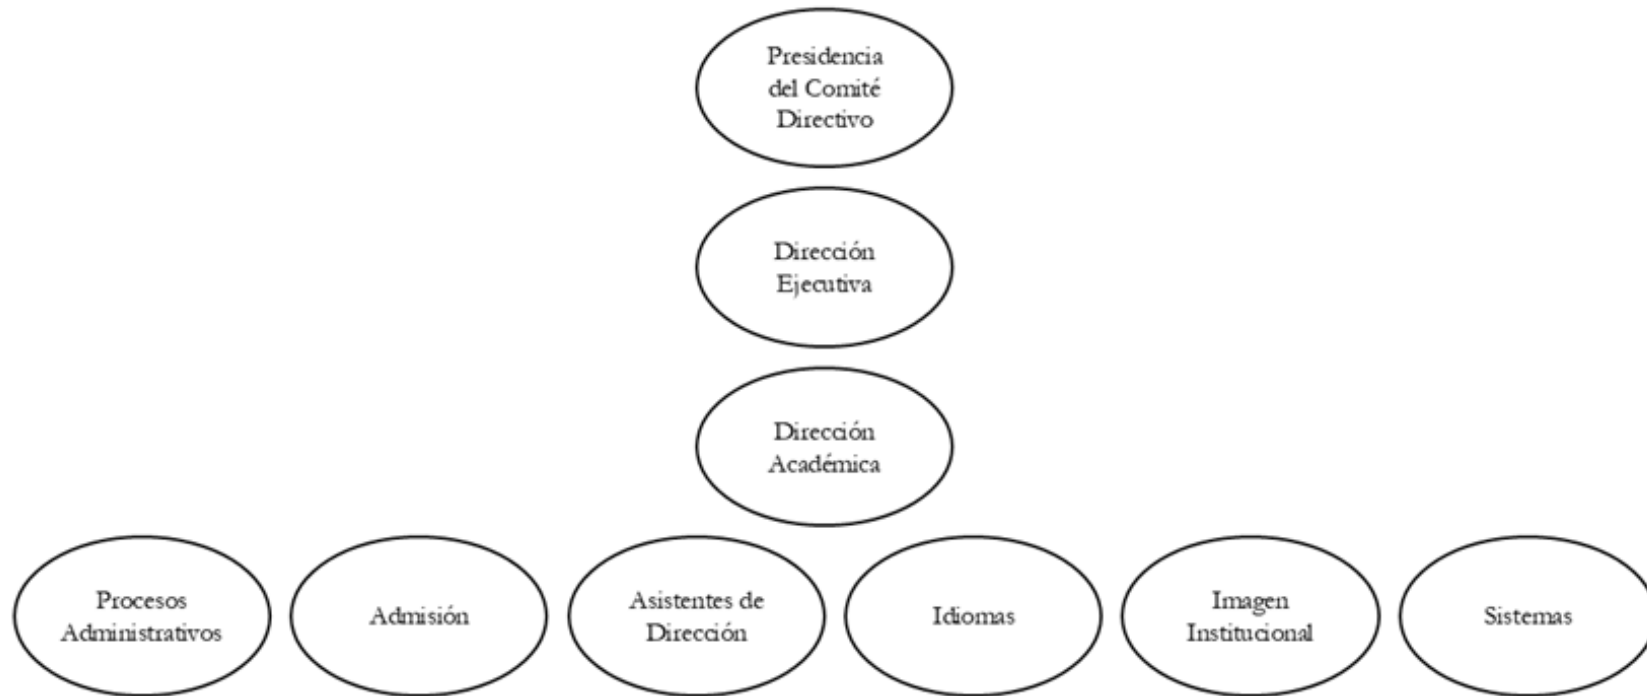 Presidencia
del Comité
Directivo
Dirección
Ejecutiva
Dirección
Académica
Procesos
Administrativos
Admisión
Asistentes de
Dirección
Idiomas
Imagen
Institucional
Sistemas